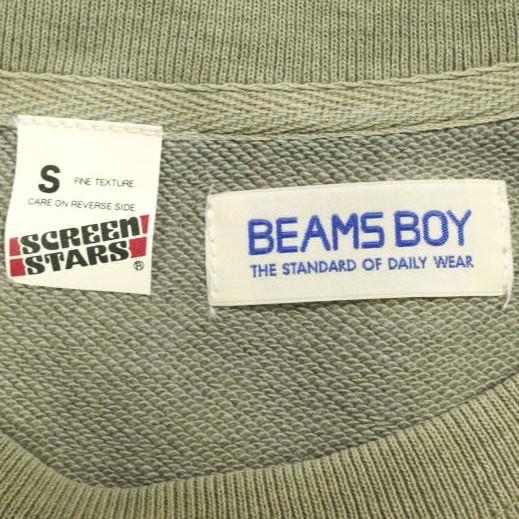 S FINE TEXTURE
CARE ON REVERSE SIDE
SCREEN
STARS®
BEAMS BOY
THE STANDARD OF DAILY WEAR